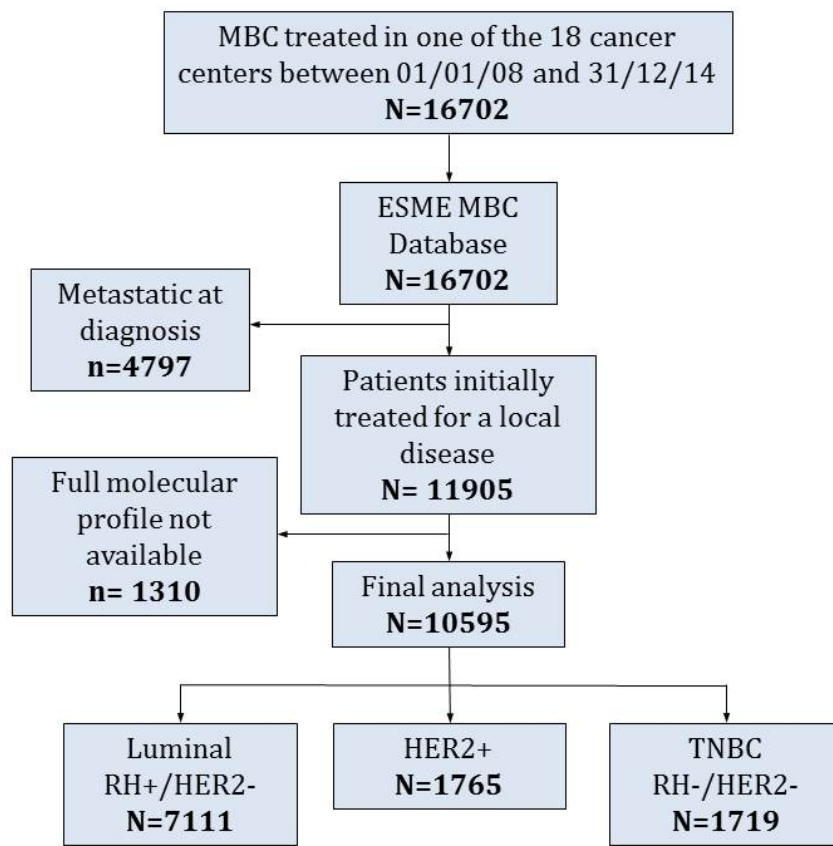 MBC treated in one of the 18 cancer
centers between 01/01/08 and 31/12/14
N=16702
ESME MBC
Database
N=16702
Metastatic at
diagnosis
n=4797
Patients initially
treated for a local
disease
N= 11905
Full molecular
profile not
available
n= 1310
Final analysis
N=10595
Luminal
RH+/HER2-
N=7111
HER2+
N=1765
TNBC
RH-/HER2-
N=1719